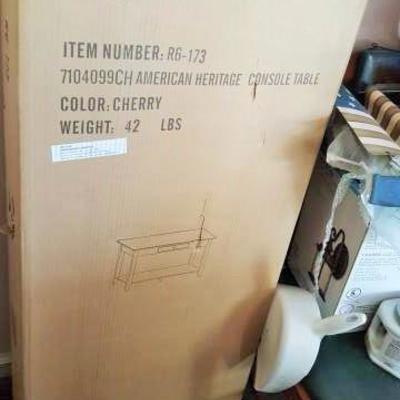 ITEM NUMBER: R6-173
7104099CH AMERICAN HERITAGE CONSOLE TABLE
COLOR: CHERRY
WEIGHT: 42 LBS